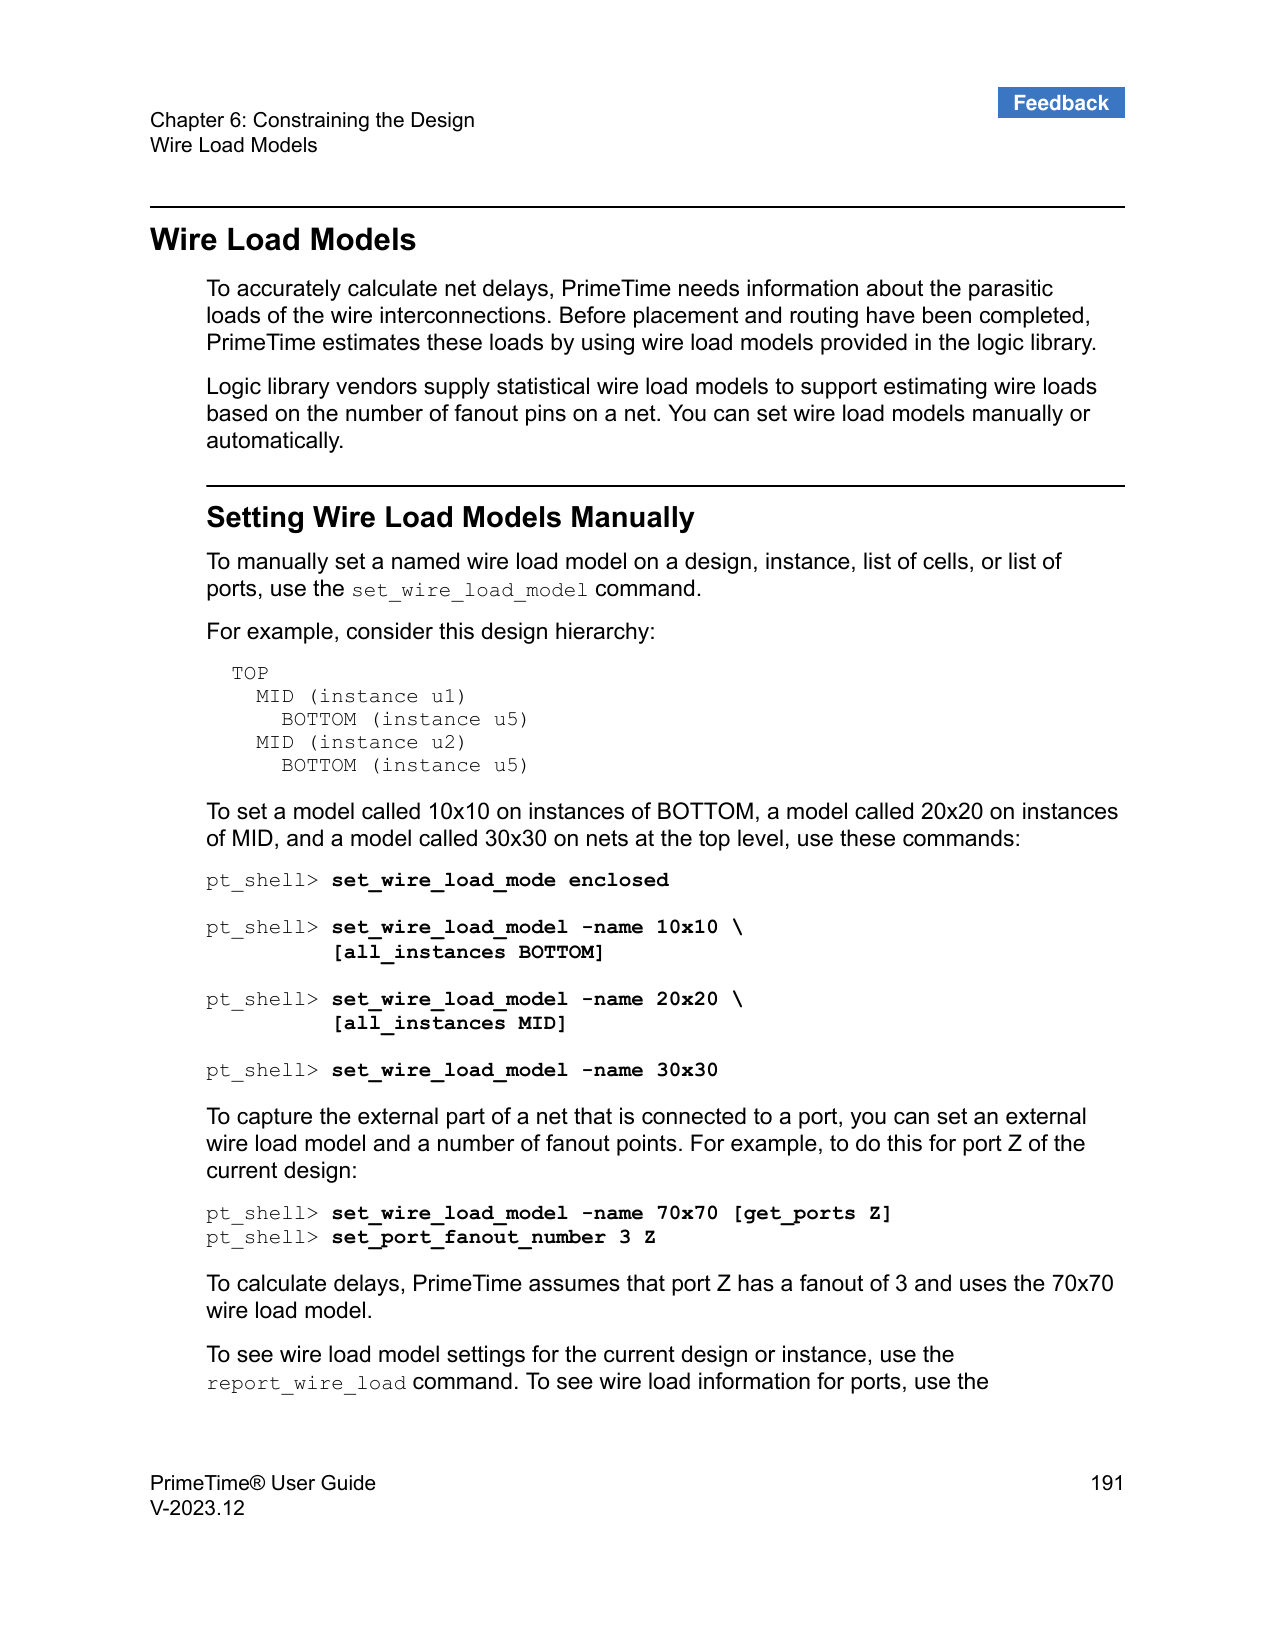 Feedback
Chapter 6: Constraining the Design
Wire Load Models
Wire Load Models
To accurately calculate net delays, PrimeTime needs information about the parasitic
loads of the wire interconnections. Before placement and routing have been completed,
PrimeTime estimates these loads by using wire load models provided in the logic library.
Logic library vendors supply statistical wire load models to support estimating wire loads
based on the number of fanout pins on a net. You can set wire load models manually or
automatically.
Setting Wire Load Models Manually
To manually set a named wire load model on a design, instance, list of cells, or list of
ports, use the set_wire_load_model command.
For example, consider this design hierarchy:
TOP
  MID (instance u1)
    BOTTOM (instance u5)
  MID (instance u2)
    BOTTOM (instance u5)
To set a model called 10x10 on instances of BOTTOM, a model called 20x20 on instances
of MID, and a model called 30x30 on nets at the top level, use these commands:
pt_shell> set_wire_load_mode enclosed
pt_shell> set_wire_load_model -name 10x10 \
          [all_instances BOTTOM]
pt_shell> set_wire_load_model -name 20x20 \
          [all_instances MID]
pt_shell> set_wire_load_model -name 30x30
To capture the external part of a net that is connected to a port, you can set an external
wire load model and a number of fanout points. For example, to do this for port Z of the
current design:
pt_shell> set_wire_load_model -name 70x70 [get_ports Z]
pt_shell> set_port_fanout_number 3 Z
To calculate delays, PrimeTime assumes that port Z has a fanout of 3 and uses the 70x70
wire load model.
To see wire load model settings for the current design or instance, use the
report_wire_load command. To see wire load information for ports, use the
PrimeTime® User Guide 191
V-2023.12